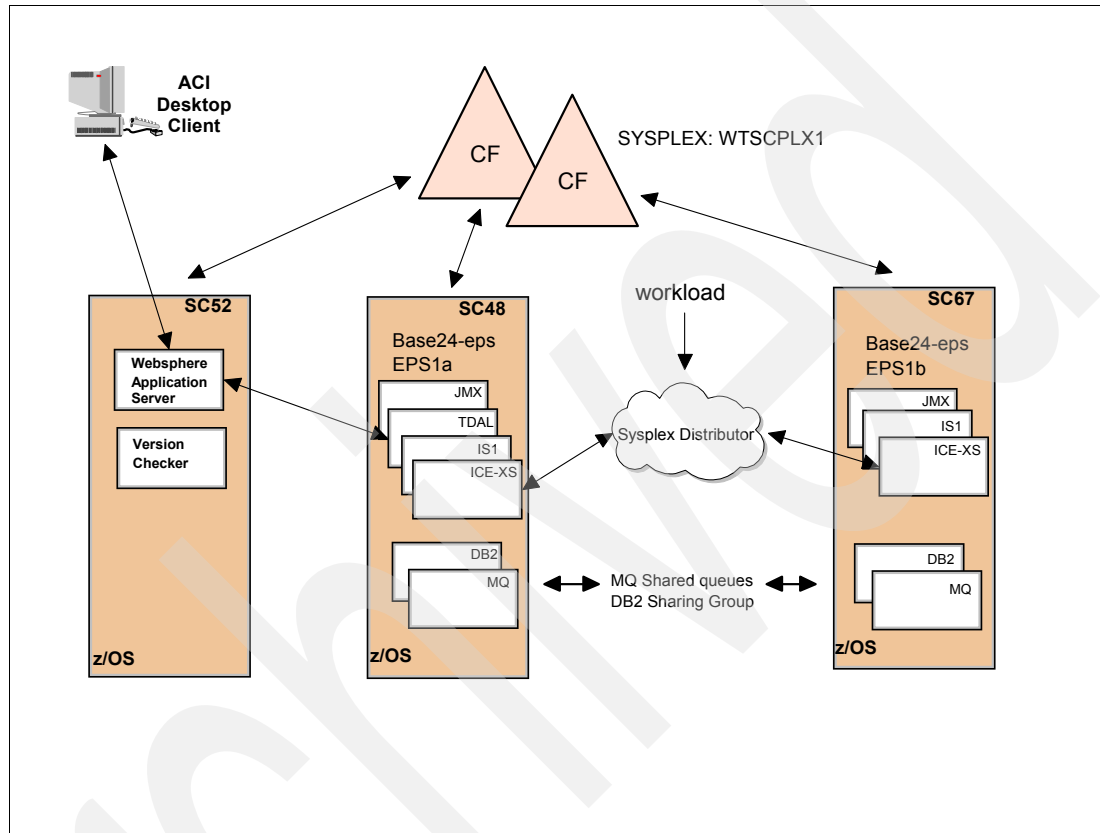 ACI
Desktop
Client
CF
CF
SYSPLEX: WTSCPLX1
SC52
Websphere
Application
Server
Version
Checker
z/OS
SC48
Base24-eps
EPS1a
JMX
TDAL
IS1
ICE-XS
DB2
MQ
z/OS
workload
Sysplex Distributor
MQ Shared queues
DB2 Sharing Group
SC67
Base24-eps
EPS1b
JMX
IS1
ICE-XS
DB2
MQ
z/OS